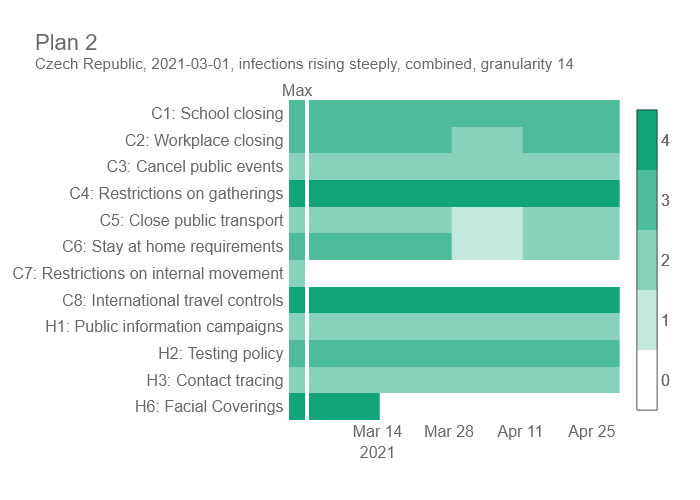 Plan 2
Czech Republic, 2021-03-01, infections rising steeply, combined, granularity 14
Max
C1: School closing
C2: Workplace closing
C3: Cancel public events
C4: Restrictions on gatherings
C5: Close public transport
C6: Stay at home requirements
C7: Restrictions on internal movement
C8: International travel controls
H1: Public information campaigns
H2: Testing policy
H3: Contact tracing
H6: Facial Coverings
Mar 14 Mar 28 Apr 11 Apr 25
2021
4
3
2
1
0